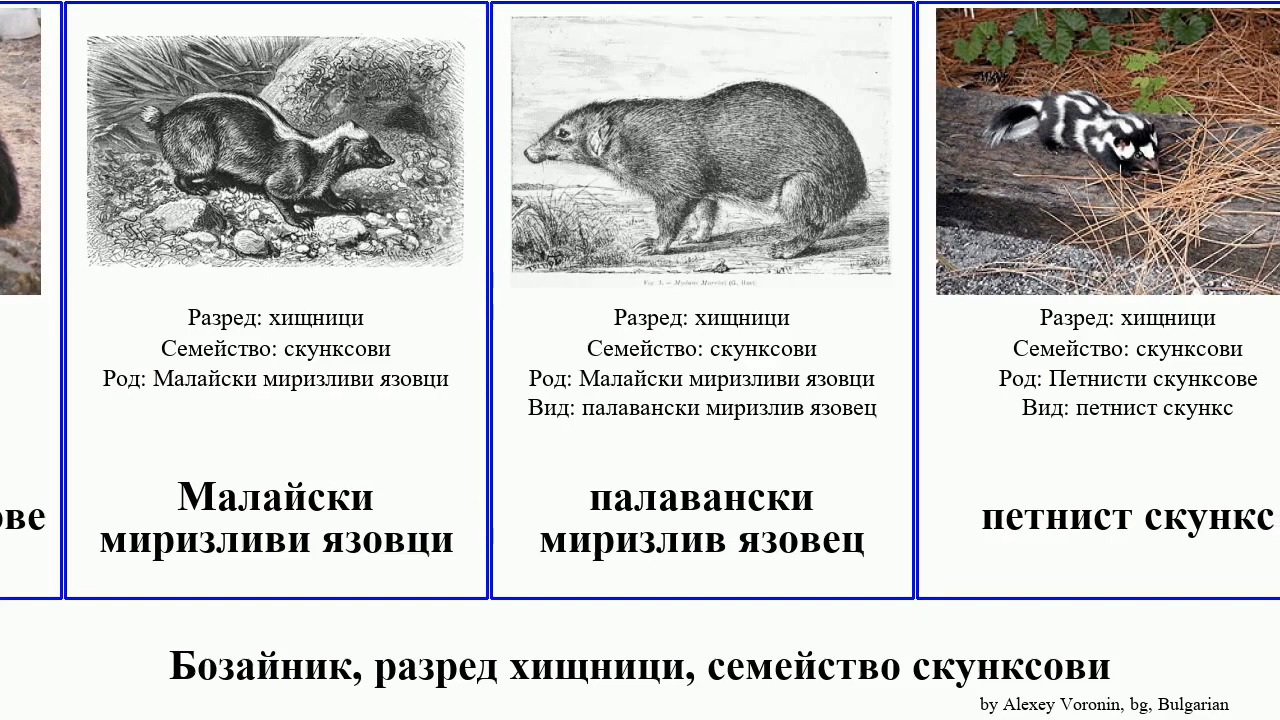 ове
Разред: хищници
Семейство: скунксови
Род: Малайски миризливи язовци
Малайски
миризливи язовци
Разред: хищници
Семейство: скунксови
Род: Малайски миризливи язовци
Вид: палавански миризлив язовец
палавански
миризлив язовец
Разред: хищници
Семейство: скунксови
Род: Петнисти скунксове
Вид: петнист скункс
петнист скункс
Бозайник, разред хищници, семейство скунксови
by Alexey Voronin, bg, Bulgarian